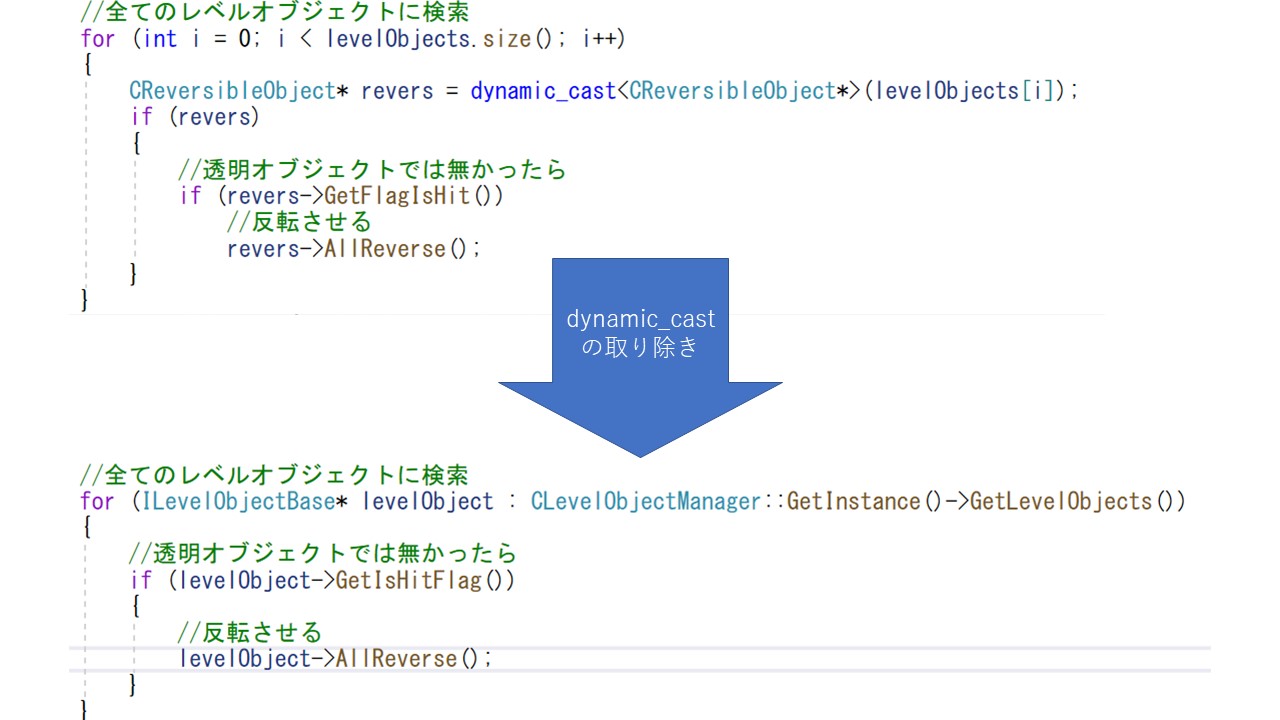 //全てのレベルオブジェクトに検索
for (int i = 0; i < levelObjects.size(); i++)
{
CReversibleObject* revers = dynamic_cast<CReversibleObject*>(levelObjects[i]);
if (revers)
{
//透明オブジェクトでは無かったら
if (revers->GetFlagIsHit())
//反転させる
revers->AllReverse();
}
}
dynamic_cast
の取り除き
//全てのレベルオブジェクトに検索
for (ILevelObjectBase* levelObject : CLevelObjectManager::GetInstance()->GetLevelObjects())
{
//透明オブジェクトでは無かったら
if (levelObject->GetIsHitFlag())
{
//反転させる
levelObject->AllReverse();
}
}